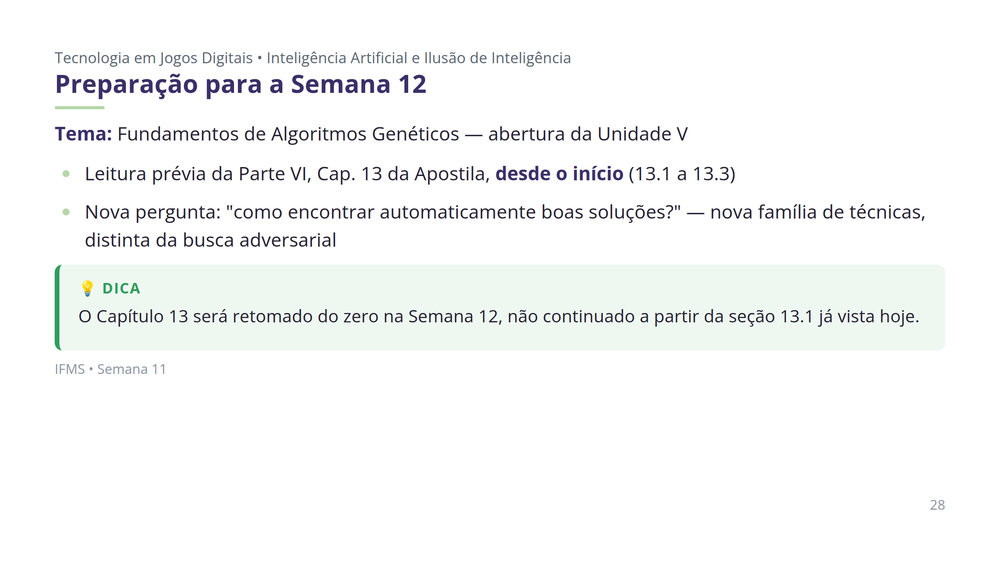 Tecnologia em Jogos Digitais • Inteligência Artificial e Ilusão de Inteligência
Preparação para a Semana 12
Tema: Fundamentos de Algoritmos Genéticos — abertura da Unidade V
• Leitura prévia da Parte VI, Cap. 13 da Apostila, desde o início (13.1 a 13.3)
• Nova pergunta: "como encontrar automaticamente boas soluções?" — nova família de técnicas,
distinta da busca adversarial
💡 DICA
O Capítulo 13 será retomado do zero na Semana 12, não continuado a partir da seção 13.1 já vista hoje.
IFMS • Semana 11
28